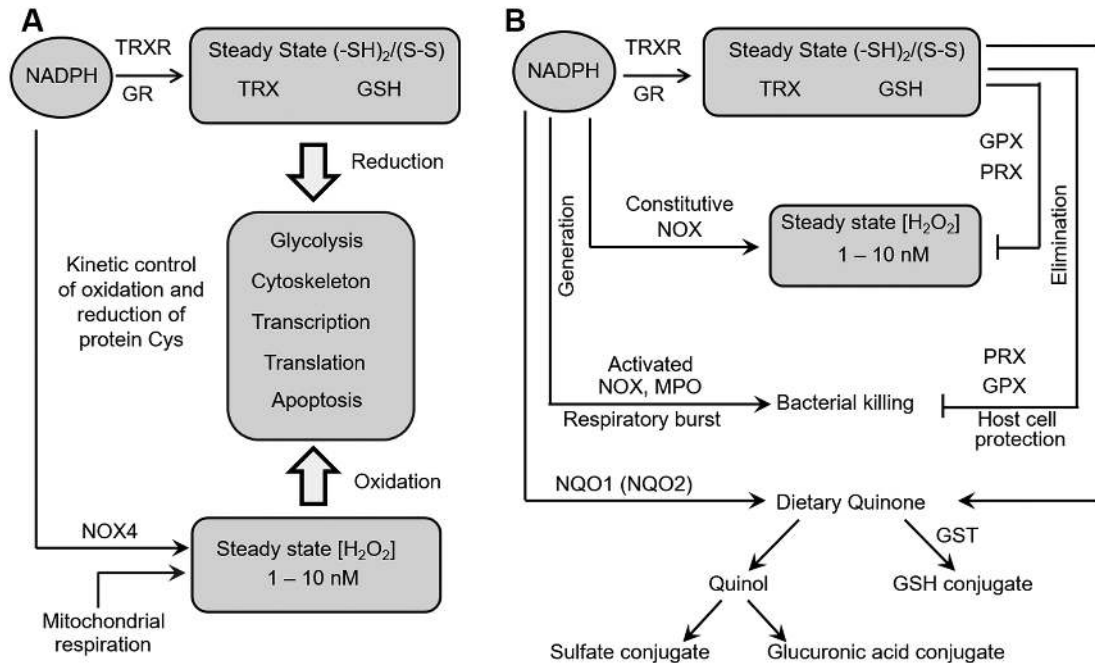 A
NADPH
TRXR
GR
Steady State (-SH)₂/(S-S)
TRX GSH
Reduction
Glycolysis
Cytoskeleton
Transcription
Translation
Apoptosis
Kinetic control
of oxidation and
reduction of
protein Cys
Oxidation
NOX4
Steady state [H₂O₂]
1 – 10 nM
Mitochondrial
respiration
B
NADPH
TRXR
GR
Steady State (-SH)₂/(S-S)
TRX GSH
GPX
PRX
Elimination
Generation
Constitutive
NOX
Steady state [H₂O₂]
1 – 10 nM
Activated
NOX, MPO
Respiratory burst
Bacterial killing
PRX
GPX
Host cell
protection
NQO1 (NQO2)
Dietary Quinone
GST
Quinol
GSH conjugate
Sulfate conjugate
Glucuronic acid conjugate